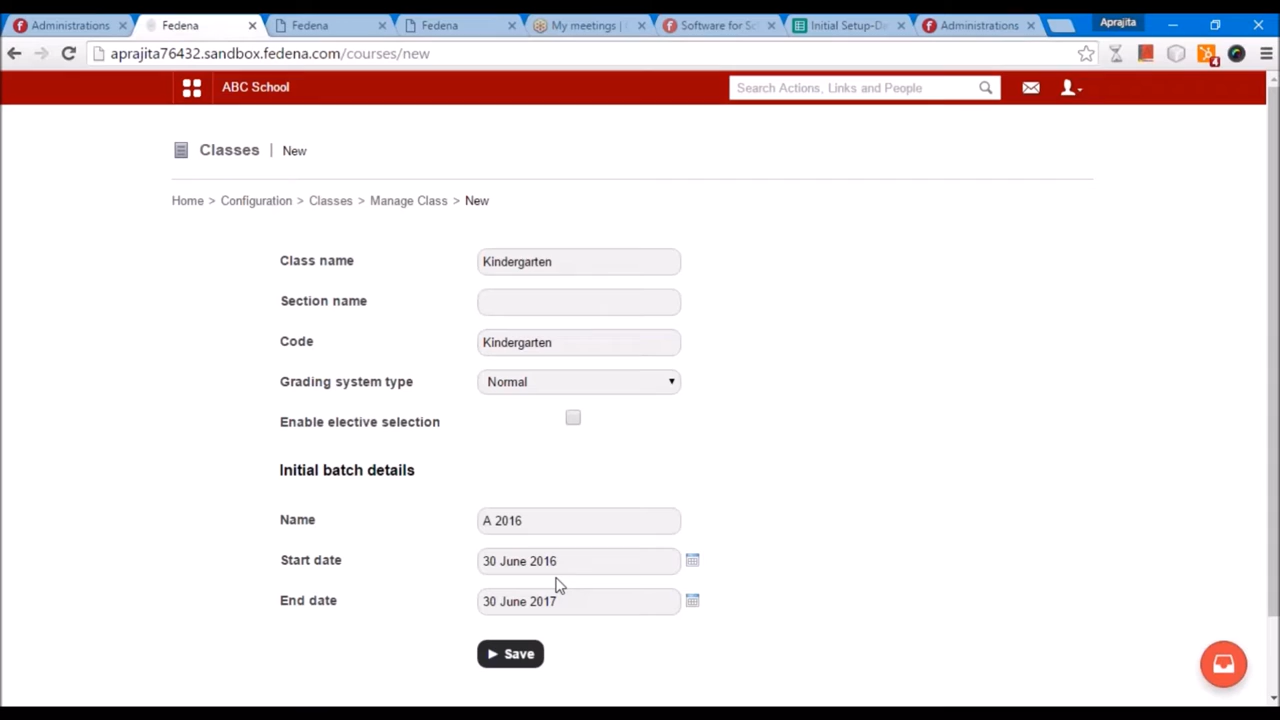 Administrations
Fedena
Fedena
Fedena
My meetings |
Software for Sc
Initial Setup-De
Administrations
Aprajita
aprajita76432.sandbox.fedena.com/courses/new
4
ABC School
Search Actions, Links and People
Classes | New
Home > Configuration > Classes > Manage Class > New
Class name Kindergarten
Section name
Code Kindergarten
Grading system type Normal
Enable elective selection
Initial batch details
Name A 2016
Start date 30 June 2016
End date 30 June 2017
Save